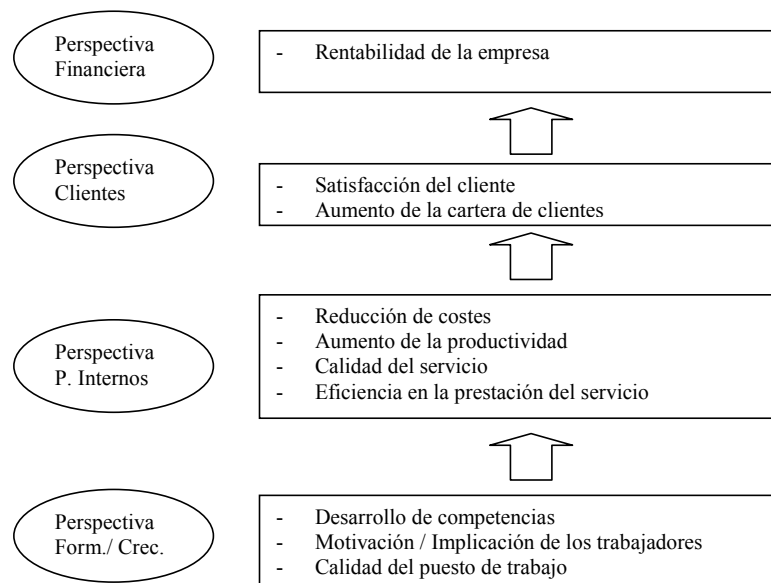 Perspectiva
Financiera
- Rentabilidad de la empresa
Perspectiva
Clientes
- Satisfacción del cliente
- Aumento de la cartera de clientes
Perspectiva
P. Internos
- Reducción de costes
- Aumento de la productividad
- Calidad del servicio
- Eficiencia en la prestación del servicio
Perspectiva
Form./ Crec.
- Desarrollo de competencias
- Motivación / Implicación de los trabajadores
- Calidad del puesto de trabajo